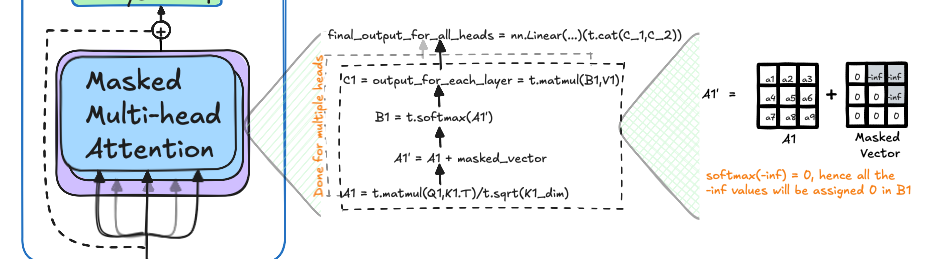 Masked
Multi-head
Attention
+
Done for multiple heads
final_output_for_all_heads = nn.Linear(...)(t.cat(C_1,C_2))
C1 = output_for_each_layer = t.matmul(B1,V1)
B1 = t.softmax(A1')
A1' = A1 + masked_vector
A1 = t.matmul(Q1,K1.T)/t.sqrt(K1_dim)
A1' =
a1 a2 a3
a4 a5 a6
a7 a8 a9
A1
+
0 -inf -inf
0 0 -inf
0 0 0
Masked
Vector
softmax(-inf) = 0, hence all the
-inf values will be assigned 0 in B1